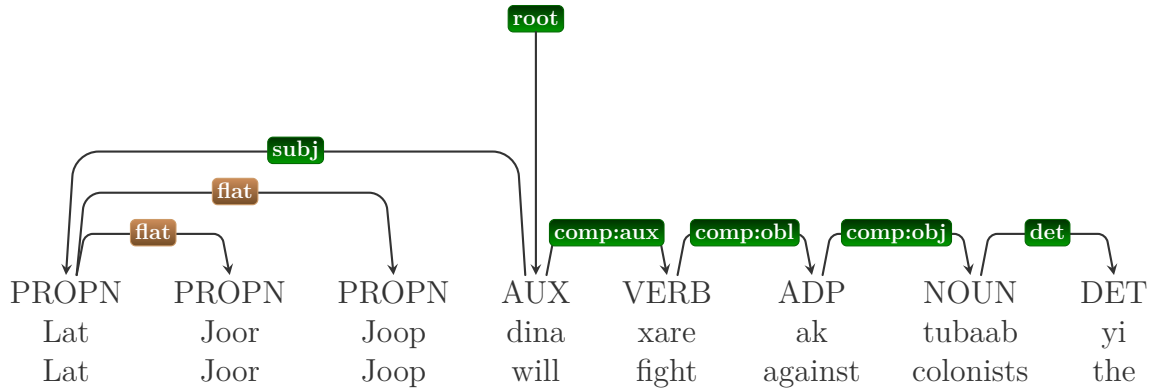 root
subj
flat
flat comp:aux comp:obl comp:obj det
PROPN PROPN PROPN AUX VERB ADP NOUN DET
Lat Joor Joop dina xare ak tubaab yi
Lat Joor Joop will fight against colonists the